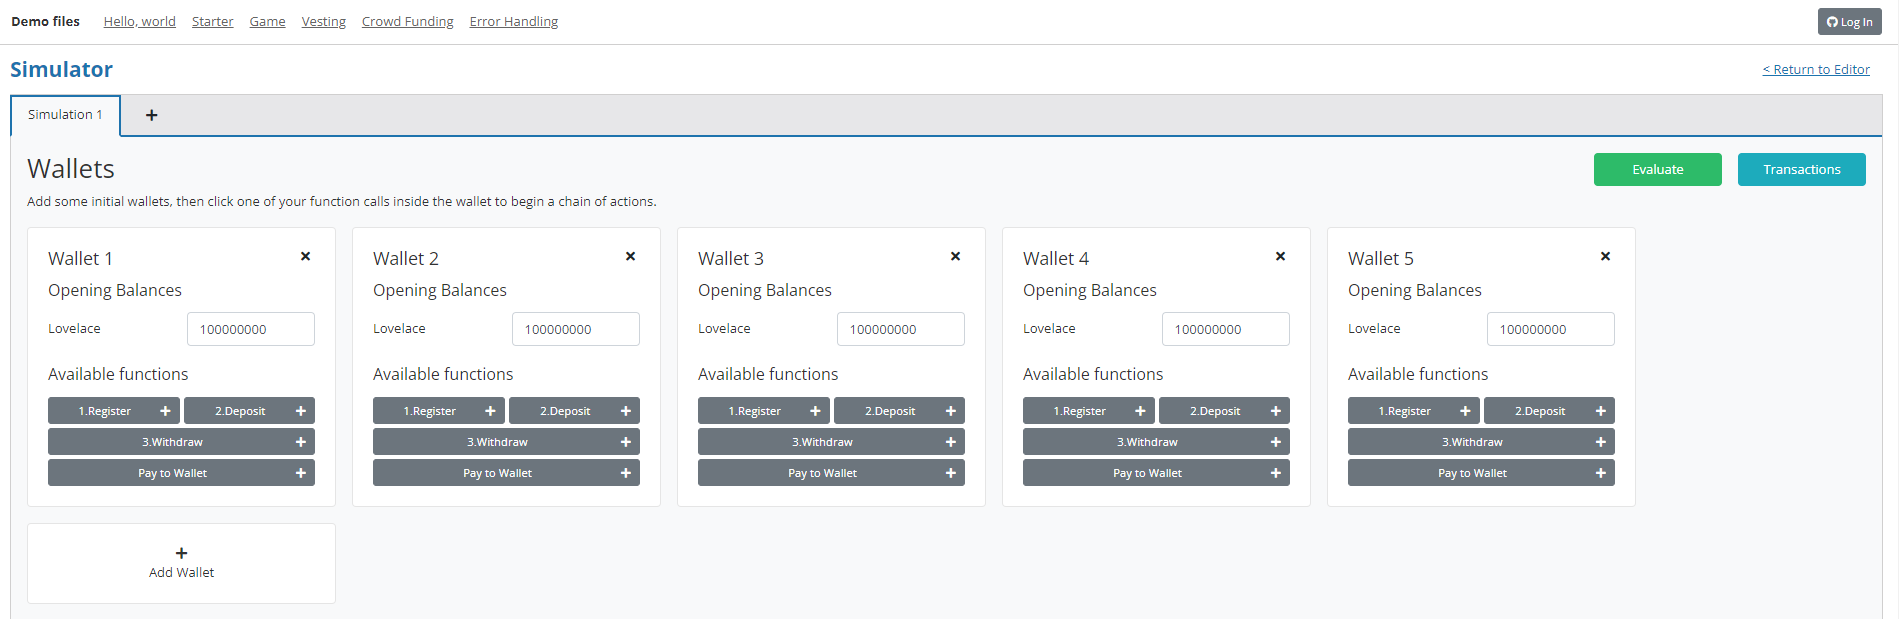 Demo files Hello, world Starter Game Vesting Crowd Funding Error Handling Log In
Simulator < Return to Editor
Simulation 1 +
Wallets Evaluate Transactions
Add some initial wallets, then click one of your function calls inside the wallet to begin a chain of actions.
Wallet 1
Opening Balances
Lovelace 100000000
Available functions
1.Register + 2.Deposit +
3.Withdraw +
Pay to Wallet +
Wallet 2
Opening Balances
Lovelace 100000000
Available functions
1.Register + 2.Deposit +
3.Withdraw +
Pay to Wallet +
Wallet 3
Opening Balances
Lovelace 100000000
Available functions
1.Register + 2.Deposit +
3.Withdraw +
Pay to Wallet +
Wallet 4
Opening Balances
Lovelace 100000000
Available functions
1.Register + 2.Deposit +
3.Withdraw +
Pay to Wallet +
Wallet 5
Opening Balances
Lovelace 100000000
Available functions
1.Register + 2.Deposit +
3.Withdraw +
Pay to Wallet +
+
Add Wallet